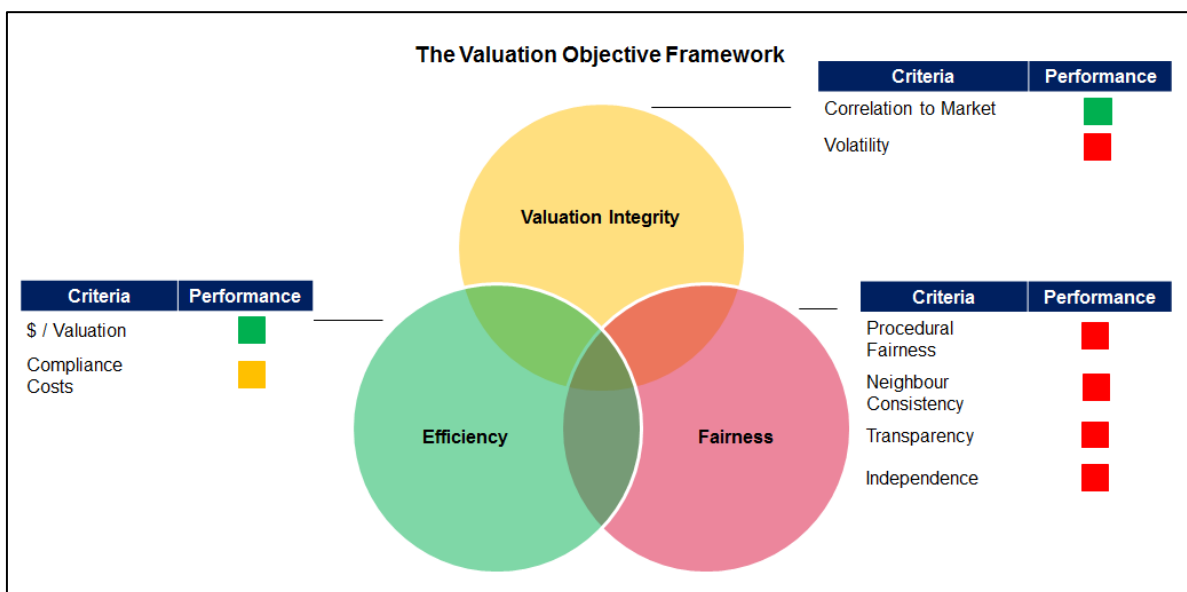 The Valuation Objective Framework
Criteria Performance
Correlation to Market
Volatility
Valuation Integrity
Criteria Performance
$ / Valuation
Compliance
Costs
Efficiency
Fairness
Criteria Performance
Procedural
Fairness
Neighbour
Consistency
Transparency
Independence